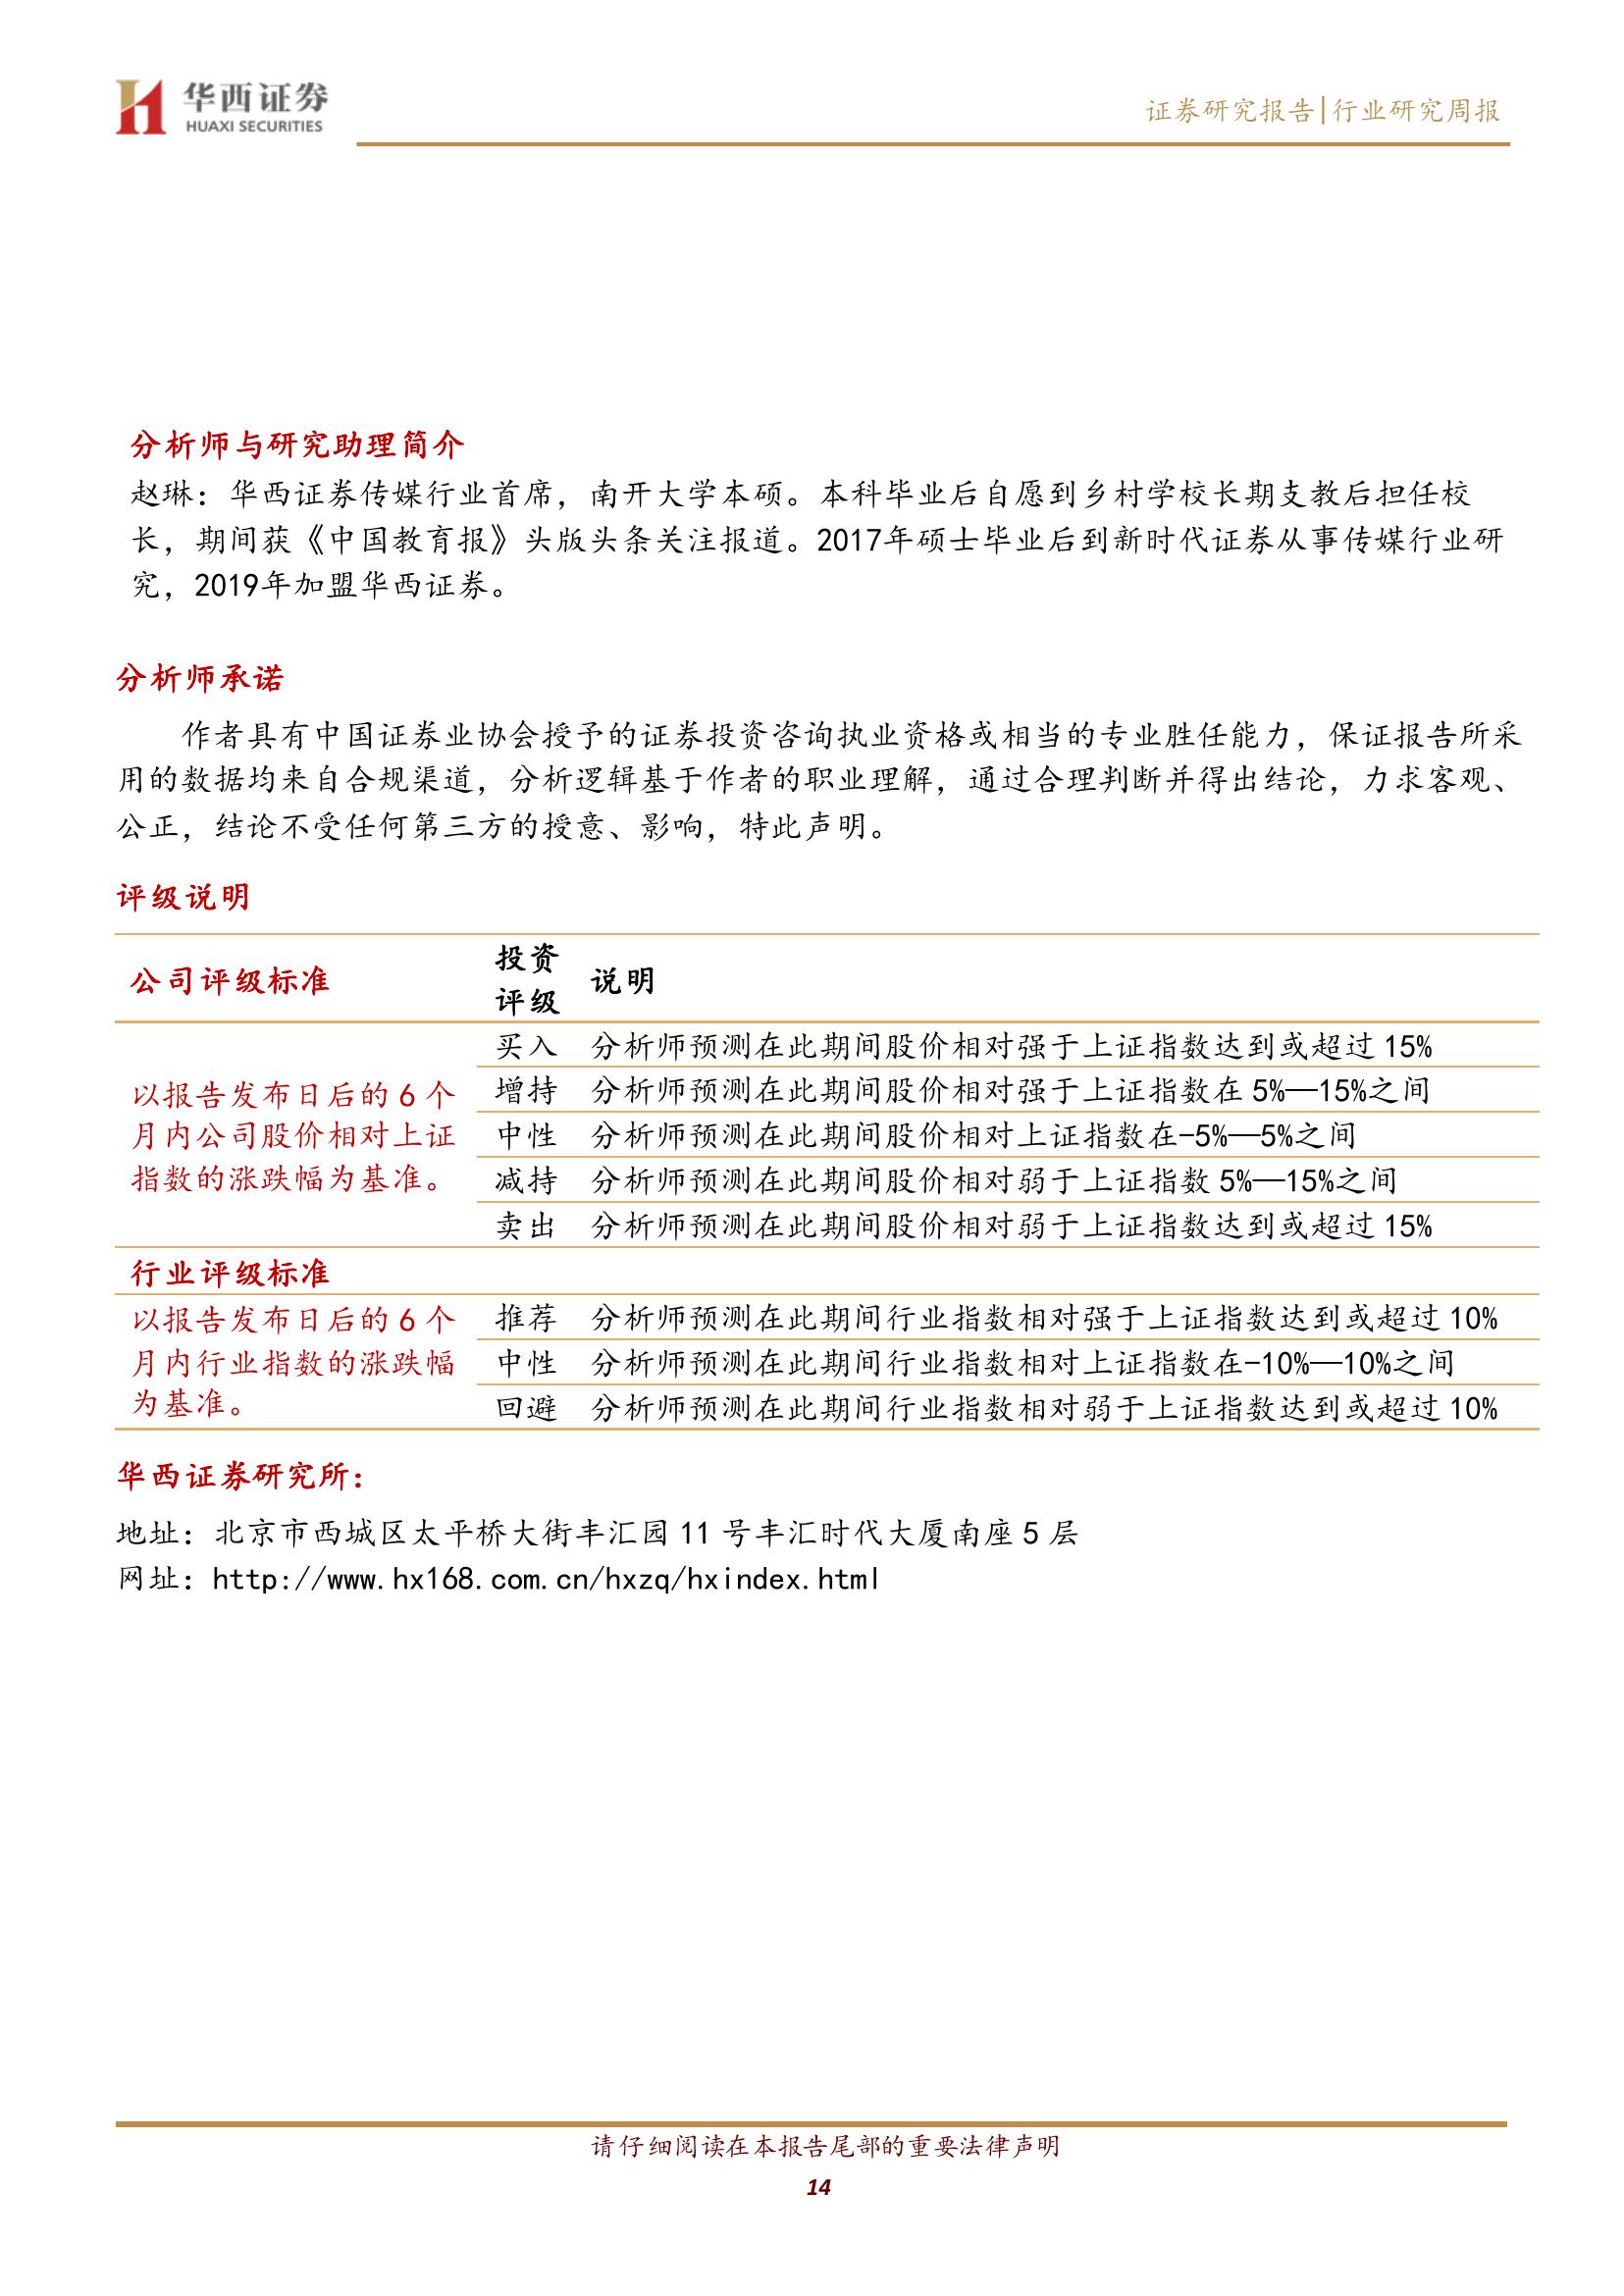 华西证券
HUAXI SECURITIES
证券研究报告|行业研究周报
分析师与研究助理简介
赵琳：华西证券传媒行业首席，南开大学本硕。本科毕业后自愿到乡村学校长期支教后担任校
长，期间获《中国教育报》头版头条关注报道。2017年硕士毕业后到新时代证券从事传媒行业研
究，2019年加盟华西证券。
分析师承诺
作者具有中国证券业协会授予的证券投资咨询执业资格或相当的专业胜任能力，保证报告所采
用的数据均来自合规渠道，分析逻辑基于作者的职业理解，通过合理判断并得出结论，力求客观、
公正，结论不受任何第三方的授意、影响，特此声明。
评级说明
公司评级标准 投资评级 说明
以报告发布日后的 6 个
月内公司股价相对上证
指数的涨跌幅为基准。
买入 分析师预测在此期间股价相对强于上证指数达到或超过 15%
增持 分析师预测在此期间股价相对强于上证指数在 5%—15%之间
中性 分析师预测在此期间股价相对上证指数在-5%—5%之间
减持 分析师预测在此期间股价相对弱于上证指数 5%—15%之间
卖出 分析师预测在此期间股价相对弱于上证指数达到或超过 15%
行业评级标准
以报告发布日后的 6 个
月内行业指数的涨跌幅
为基准。
推荐 分析师预测在此期间行业指数相对强于上证指数达到或超过 10%
中性 分析师预测在此期间行业指数相对上证指数在-10%—10%之间
回避 分析师预测在此期间行业指数相对弱于上证指数达到或超过 10%
华西证券研究所：
地址：北京市西城区太平桥大街丰汇园 11 号丰汇时代大厦南座 5 层
网址：http://www.hx168.com.cn/hxzq/hxindex.html
请仔细阅读在本报告尾部的重要法律声明
14